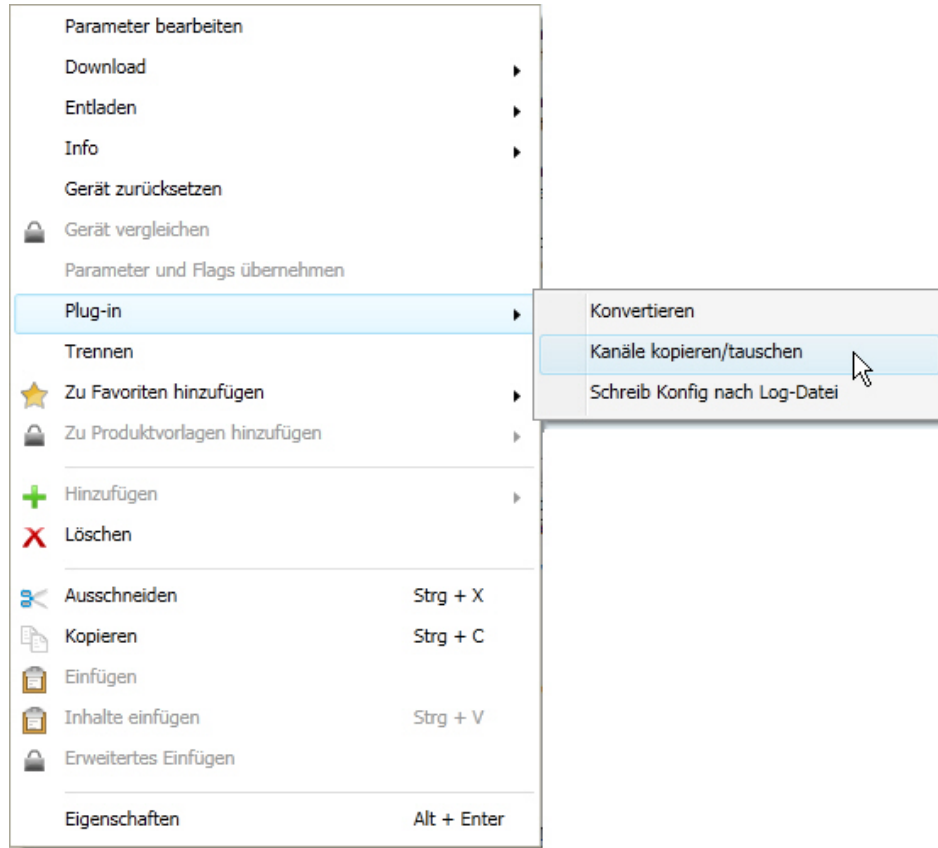 Parameter bearbeiten
Download
Entladen
Info
Gerät zurücksetzen
Gerät vergleichen
Parameter und Flags übernehmen
Plug-in
Konvertieren
Kanäle kopieren/tauschen
Schreib Konfig nach Log-Datei
Trennen
Zu Favoriten hinzufügen
Zu Produktvorlagen hinzufügen
Hinzufügen
Löschen
Ausschneiden Strg + X
Kopieren Strg + C
Einfügen
Inhalte einfügen Strg + V
Erweitertes Einfügen
Eigenschaften Alt + Enter